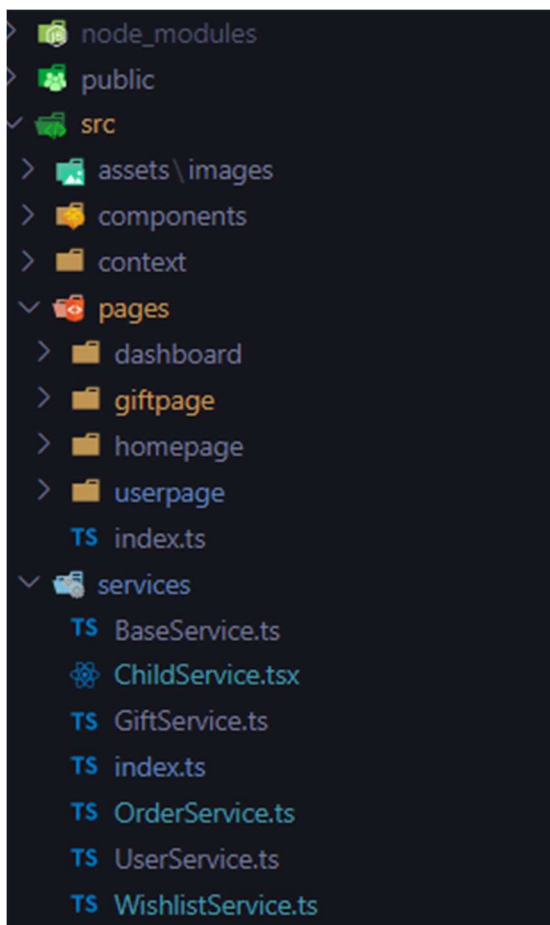 node_modules
public
src
assets\images
components
context
pages
dashboard
giftpage
homepage
userpage
TS index.ts
services
TS BaseService.ts
ChildService.tsx
TS GiftService.ts
TS index.ts
TS OrderService.ts
TS UserService.ts
TS WishlistService.ts